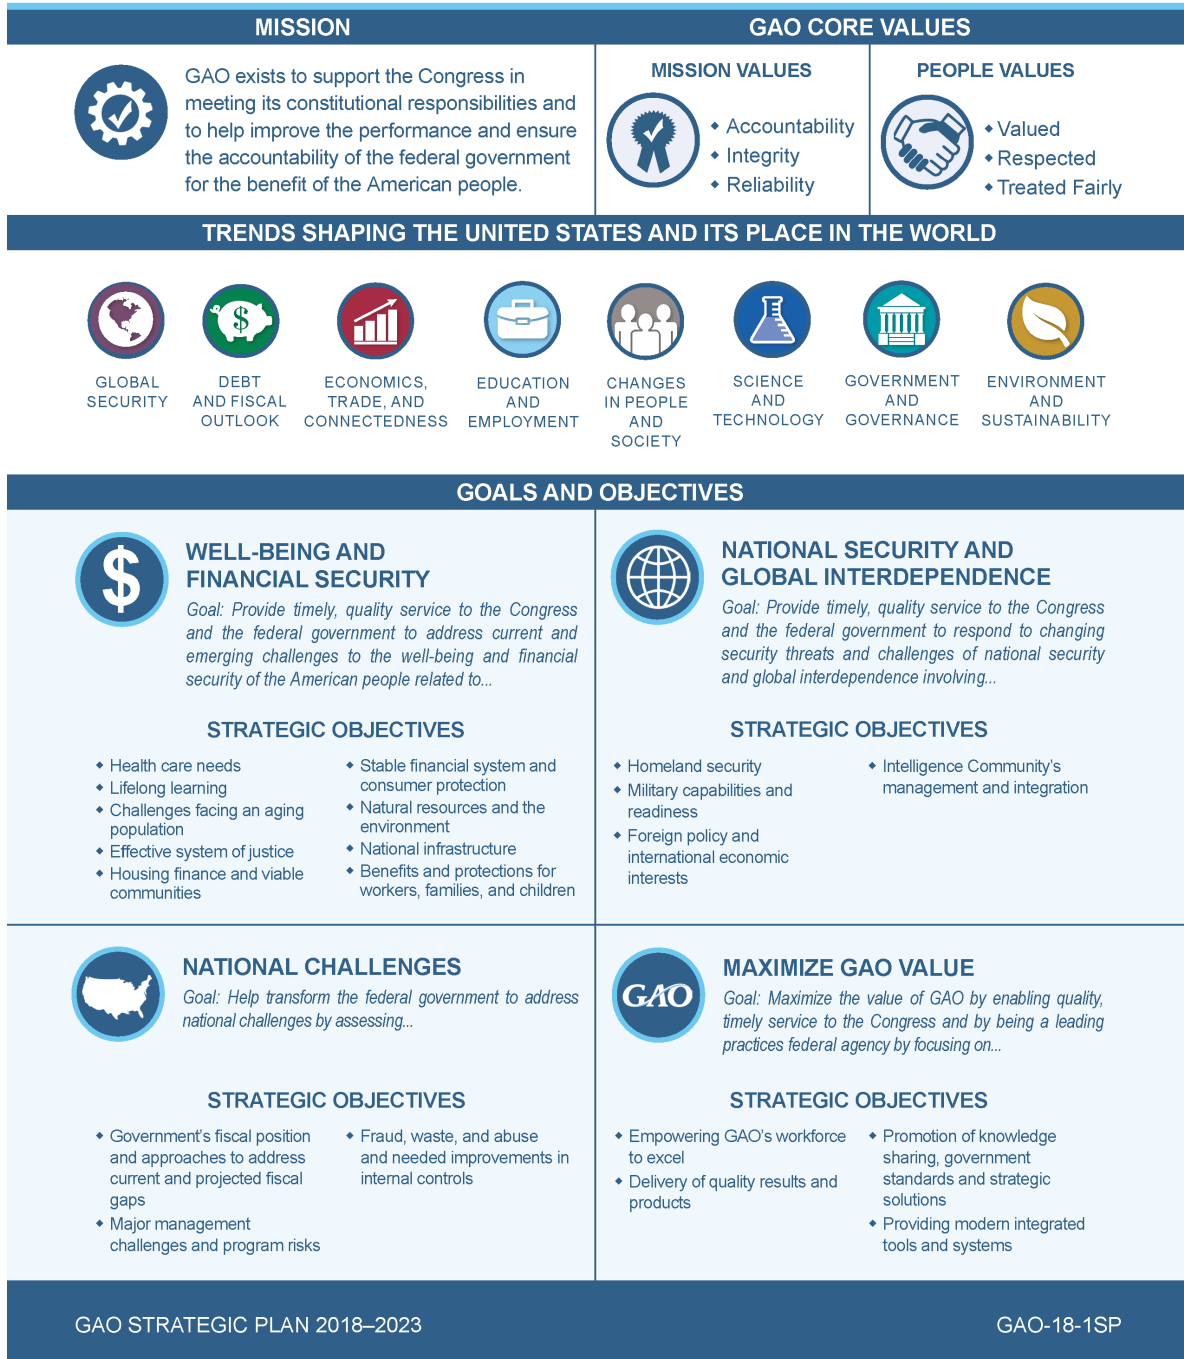 MISSION
GAO exists to support the Congress in
meeting its constitutional responsibilities and
to help improve the performance and ensure
the accountability of the federal government
for the benefit of the American people.
GAO CORE VALUES
MISSION VALUES
◆ Accountability
◆ Integrity
◆ Reliability
PEOPLE VALUES
◆ Valued
◆ Respected
◆ Treated Fairly
TRENDS SHAPING THE UNITED STATES AND ITS PLACE IN THE WORLD
$
GLOBAL
SECURITY
DEBT
AND FISCAL
OUTLOOK
ECONOMICS,
TRADE, AND
CONNECTEDNESS
EDUCATION
AND
EMPLOYMENT
CHANGES
IN PEOPLE
AND
SOCIETY
SCIENCE
AND
TECHNOLOGY
GOVERNMENT
AND
GOVERNANCE
ENVIRONMENT
AND
SUSTAINABILITY
GOALS AND OBJECTIVES
$
WELL-BEING AND
FINANCIAL SECURITY
Goal: Provide timely, quality service to the Congress
and the federal government to address current and
emerging challenges to the well-being and financial
security of the American people related to...
STRATEGIC OBJECTIVES
◆ Health care needs
◆ Lifelong learning
◆ Challenges facing an aging
population
◆ Effective system of justice
◆ Housing finance and viable
communities
◆ Stable financial system and
consumer protection
◆ Natural resources and the
environment
◆ National infrastructure
◆ Benefits and protections for
workers, families, and children
NATIONAL SECURITY AND
GLOBAL INTERDEPENDENCE
Goal: Provide timely, quality service to the Congress
and the federal government to respond to changing
security threats and challenges of national security
and global interdependence involving...
STRATEGIC OBJECTIVES
◆ Homeland security
◆ Military capabilities and
readiness
◆ Foreign policy and
international economic
interests
◆ Intelligence Community's
management and integration
NATIONAL CHALLENGES
Goal: Help transform the federal government to address
national challenges by assessing...
STRATEGIC OBJECTIVES
◆ Government's fiscal position
and approaches to address
current and projected fiscal
gaps
◆ Major management
challenges and program risks
◆ Fraud, waste, and abuse
and needed improvements in
internal controls
GAO
MAXIMIZE GAO VALUE
Goal: Maximize the value of GAO by enabling quality,
timely service to the Congress and by being a leading
practices federal agency by focusing on...
STRATEGIC OBJECTIVES
◆ Empowering GAO's workforce
to excel
◆ Delivery of quality results and
products
◆ Promotion of knowledge
sharing, government
standards and strategic
solutions
◆ Providing modern integrated
tools and systems
GAO STRATEGIC PLAN 2018–2023
GAO-18-1SP